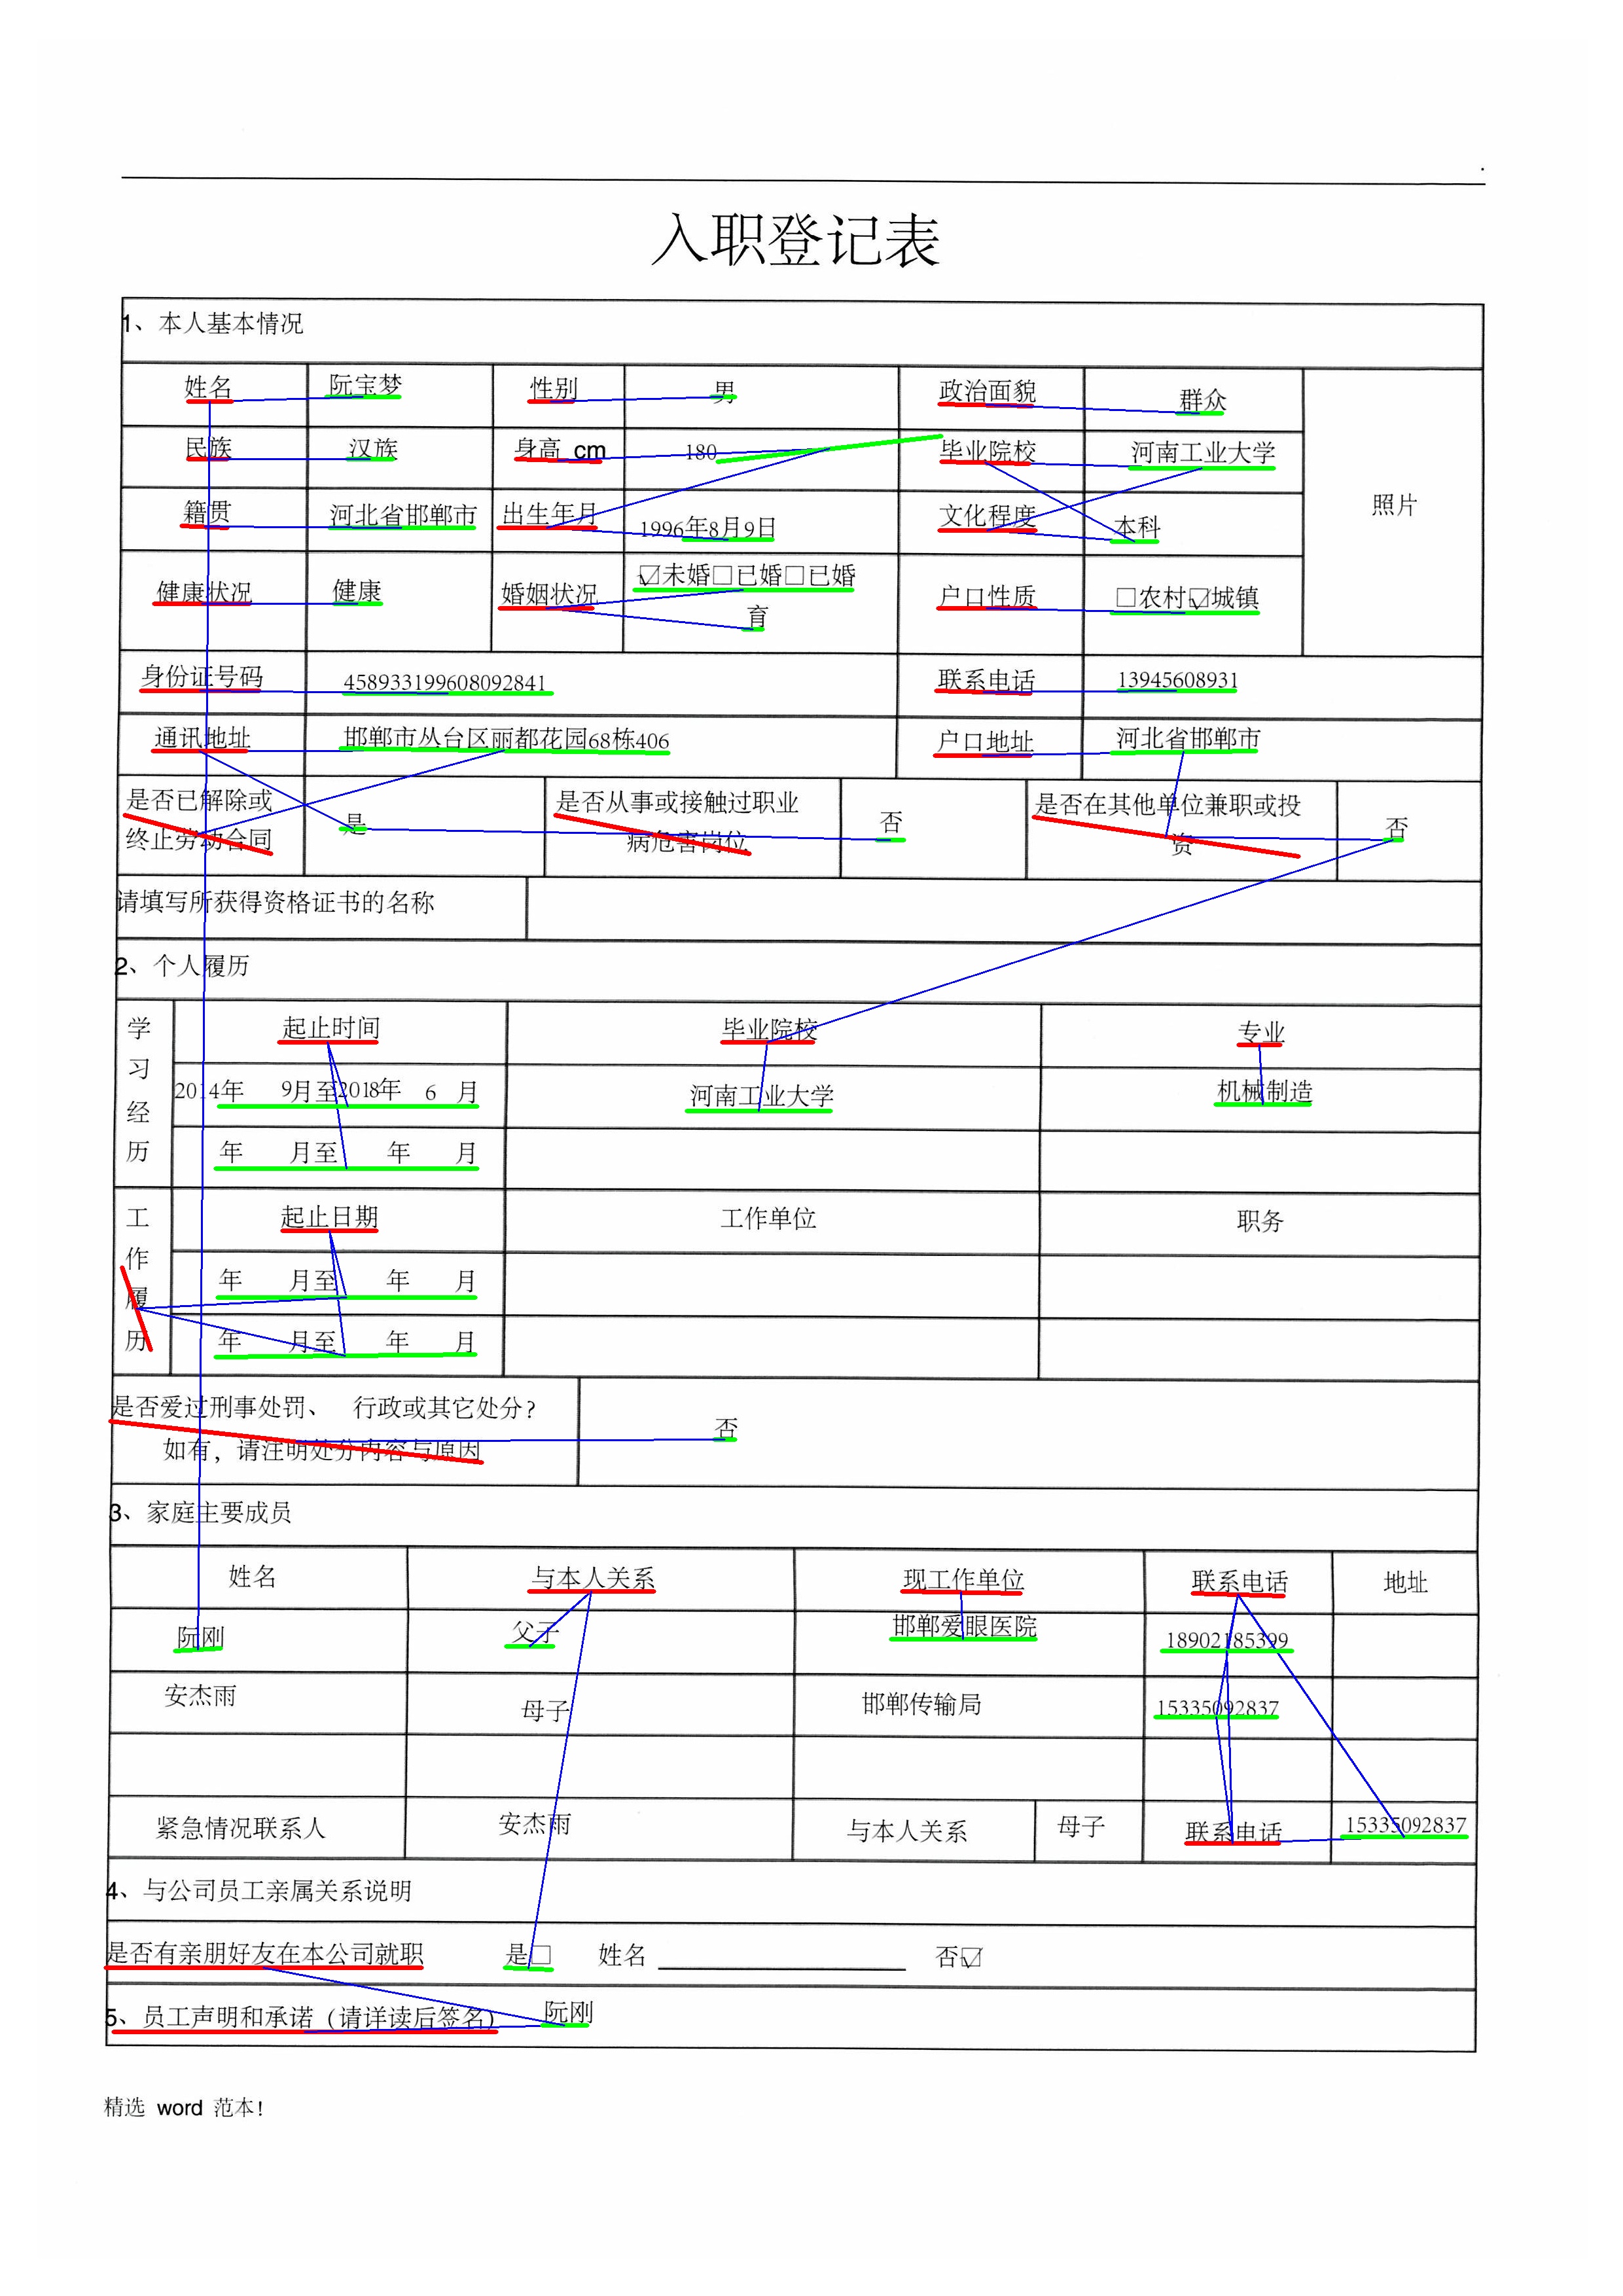 入职登记表
1、本人基本情况
姓名 阮宝梦 性别 男 政治面貌 群众 照片
民族 汉族 身高 cm 180 毕业院校 河南工业大学
籍贯 河北省邯郸市 出生年月 1996年8月9日 文化程度 本科
健康状况 健康 婚姻状况 ☑未婚□已婚□已婚
育
户口性质 □农村☑城镇
身份证号码 458933199608092841 联系电话 13945608931
通讯地址 邯郸市丛台区丽都花园68栋406 户口地址 河北省邯郸市
是否已解除或
终止劳动合同
是
是否从事或接触过职业
病危害岗位
否
是否在其他单位兼职或投
资
否
请填写所获得资格证书的名称
2、个人履历
学习经历
起止时间 毕业院校 专业
2014年 9月至2018年 6 月 河南工业大学 机械制造
年 月至 年 月
工作履历
起止日期 工作单位 职务
年 月至 年 月
年 月至 年 月
是否爱过刑事处罚、 行政或其它处分?
如有，请注明处分内容与原因
否
3、家庭主要成员
姓名 与本人关系 现工作单位 联系电话 地址
阮刚 父子 邯郸爱眼医院 18902185399
安杰雨 母子 邯郸传输局 15335092837
紧急情况联系人 安杰雨 与本人关系 母子 联系电话 15335092837
4、与公司员工亲属关系说明
是否有亲朋好友在本公司就职 是□ 姓名 否☑
5、员工声明和承诺（请详读后签名） 阮刚
精选 word 范本!